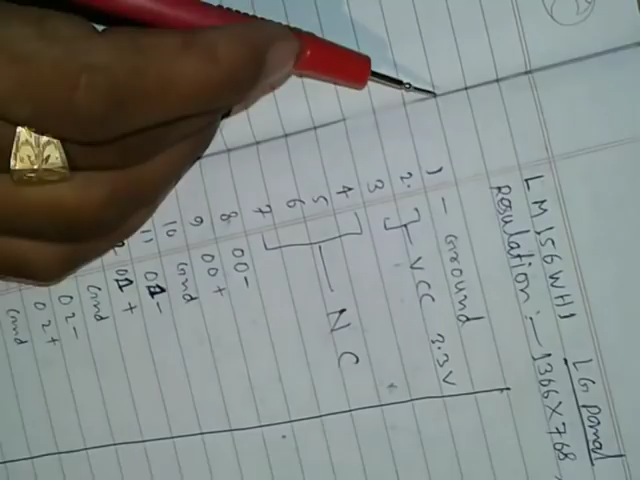 LG Panel
LM156WH1
Resulation :- 1366X768,
1) - Ground
2. } VCC 3.3V
3
4
5 NC
6
7
8 00-
9 00+
10 Gnd
11 01-
01+
Gnd
02-
02+
Gnd